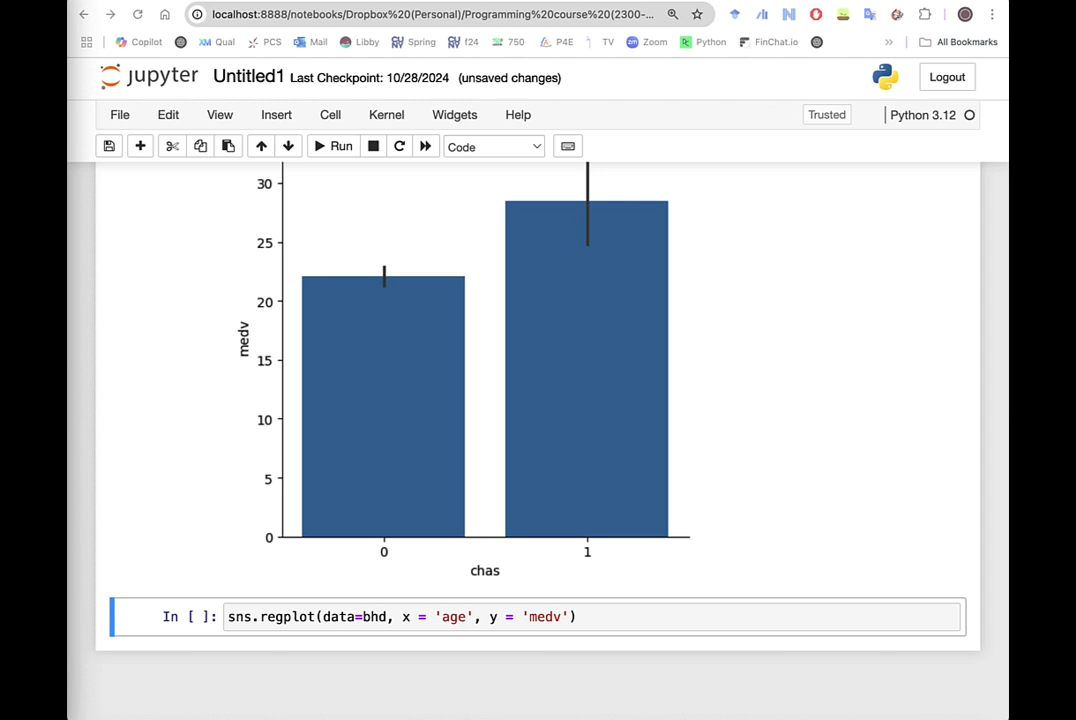 localhost:8888/notebooks/Dropbox%20(Personal)/Programming%20course%20(2300-...
Copilot Qual PCS Mail Libby Spring f24 750 P4E TV Zoom Python FinChat.io » All Bookmarks
jupyter Untitled1 Last Checkpoint: 10/28/2024 (unsaved changes) Logout
File Edit View Insert Cell Kernel Widgets Help Trusted Python 3.12
Run Code
30
25
20
medv
15
10
5
0
0 1
chas
In [ ]: sns.regplot(data=bhd, x = 'age', y = 'medv')